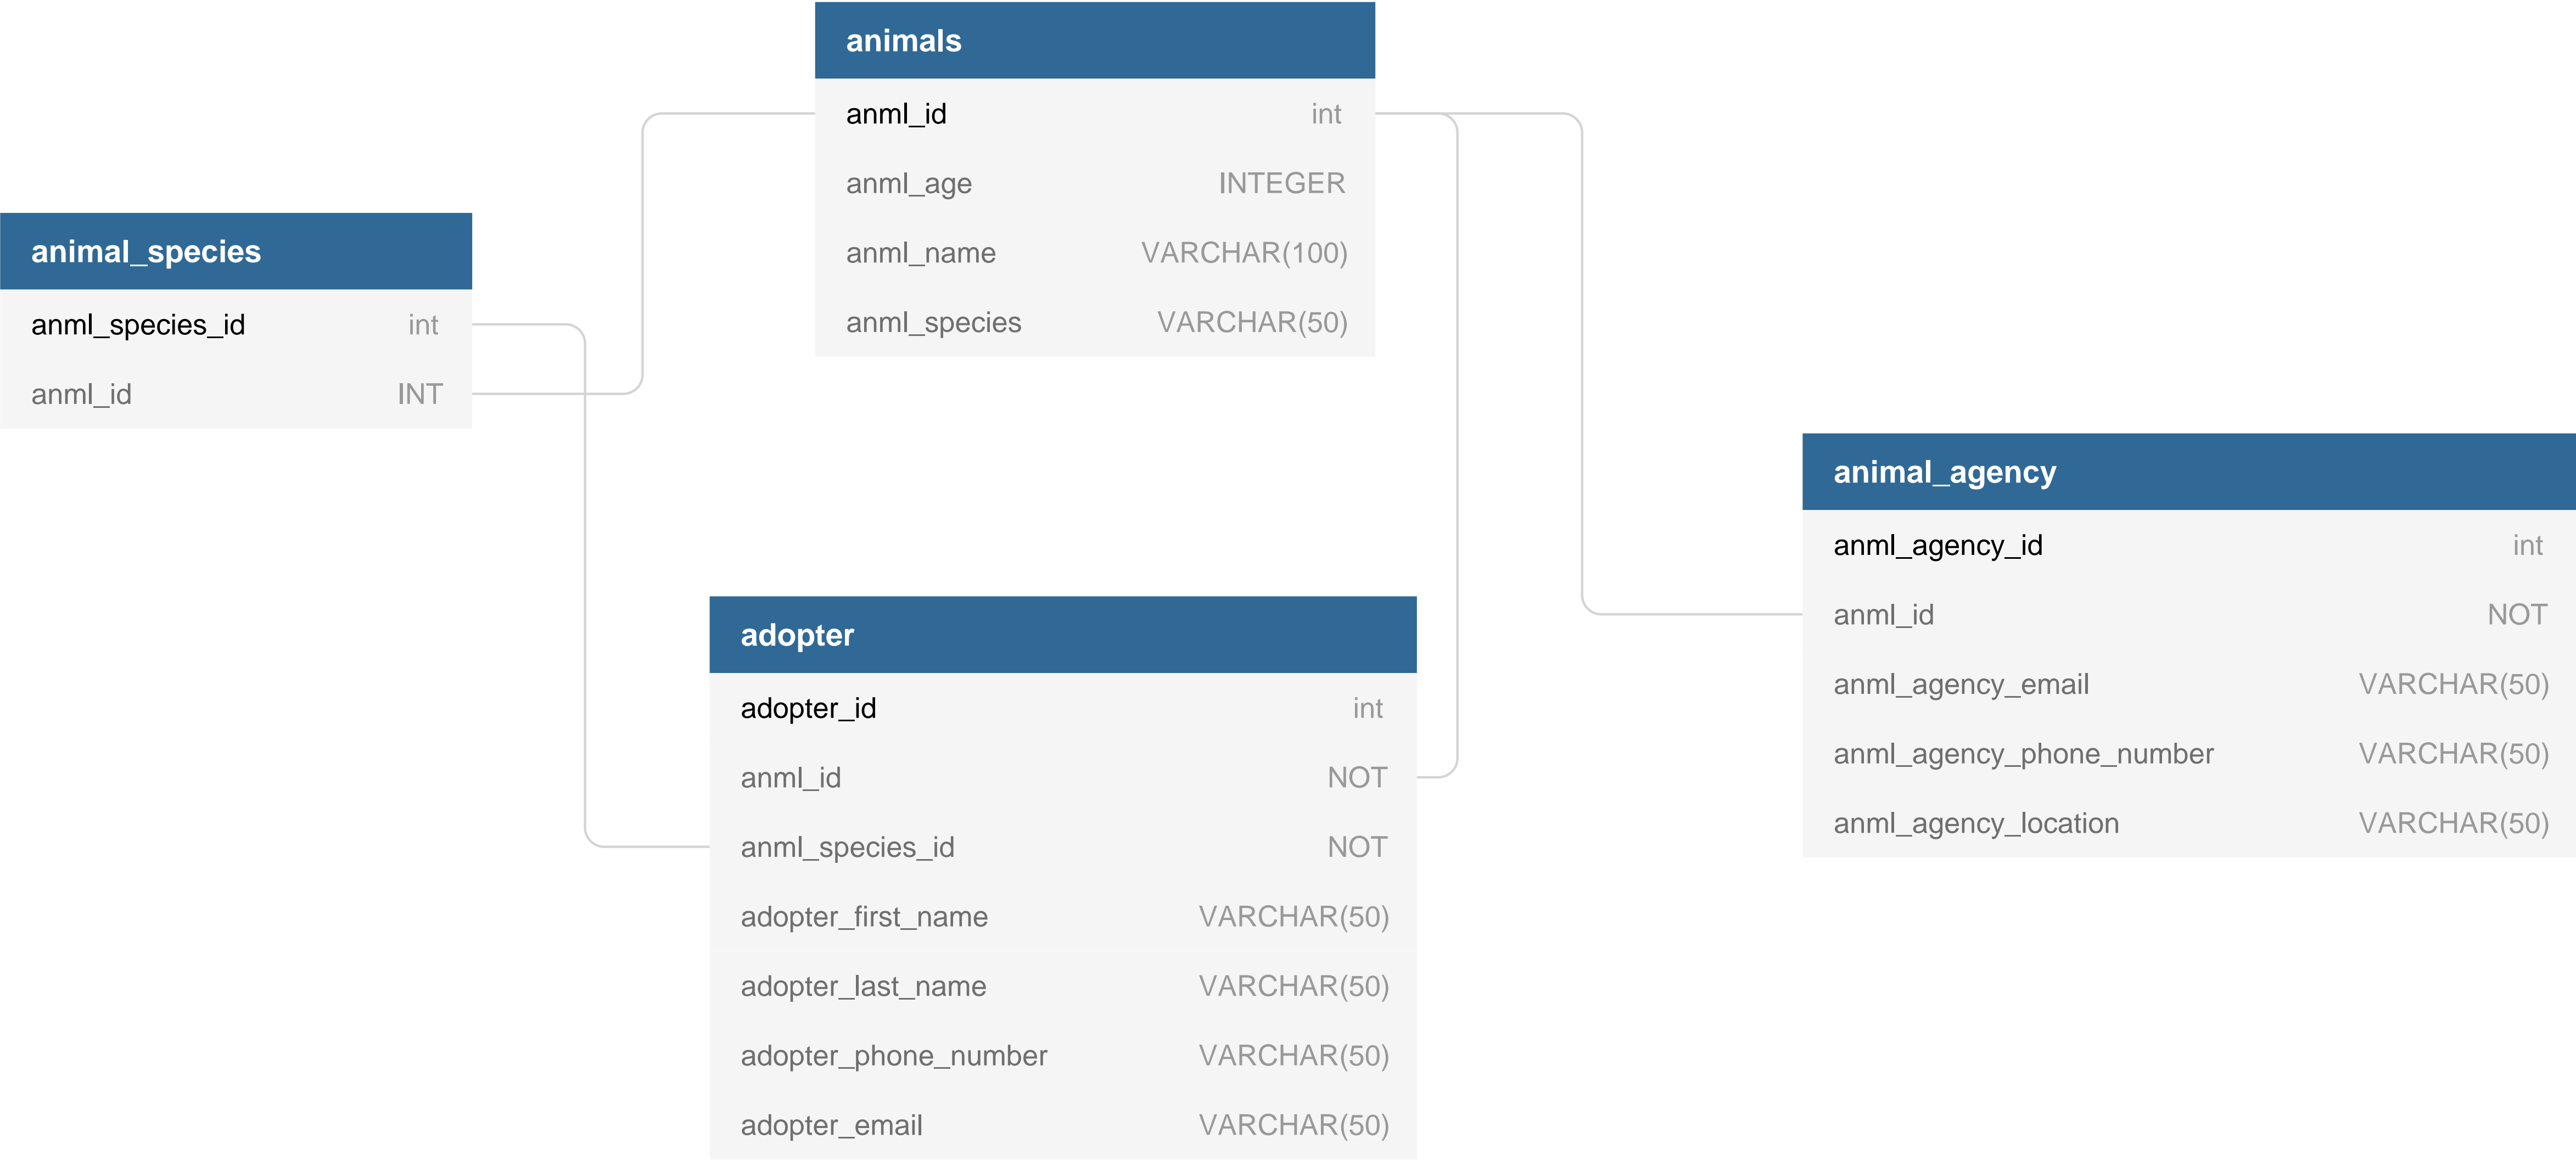 animals
anml_id int
anml_age INTEGER
anml_name VARCHAR(100)
anml_species VARCHAR(50)
animal_species
anml_species_id int
anml_id INT
animal_agency
anml_agency_id int
anml_id NOT
anml_agency_email VARCHAR(50)
anml_agency_phone_number VARCHAR(50)
anml_agency_location VARCHAR(50)
adopter
adopter_id int
anml_id NOT
anml_species_id NOT
adopter_first_name VARCHAR(50)
adopter_last_name VARCHAR(50)
adopter_phone_number VARCHAR(50)
adopter_email VARCHAR(50)